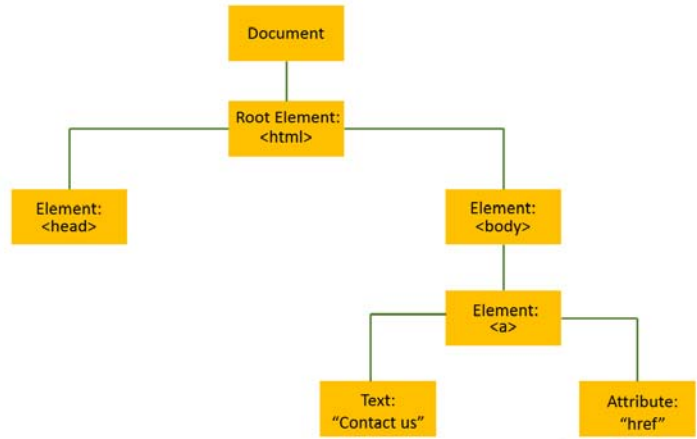 Document
Root Element:
<html>
Element:
<head>
Element:
<body>
Element:
<a>
Text:
“Contact us”
Attribute:
“href”